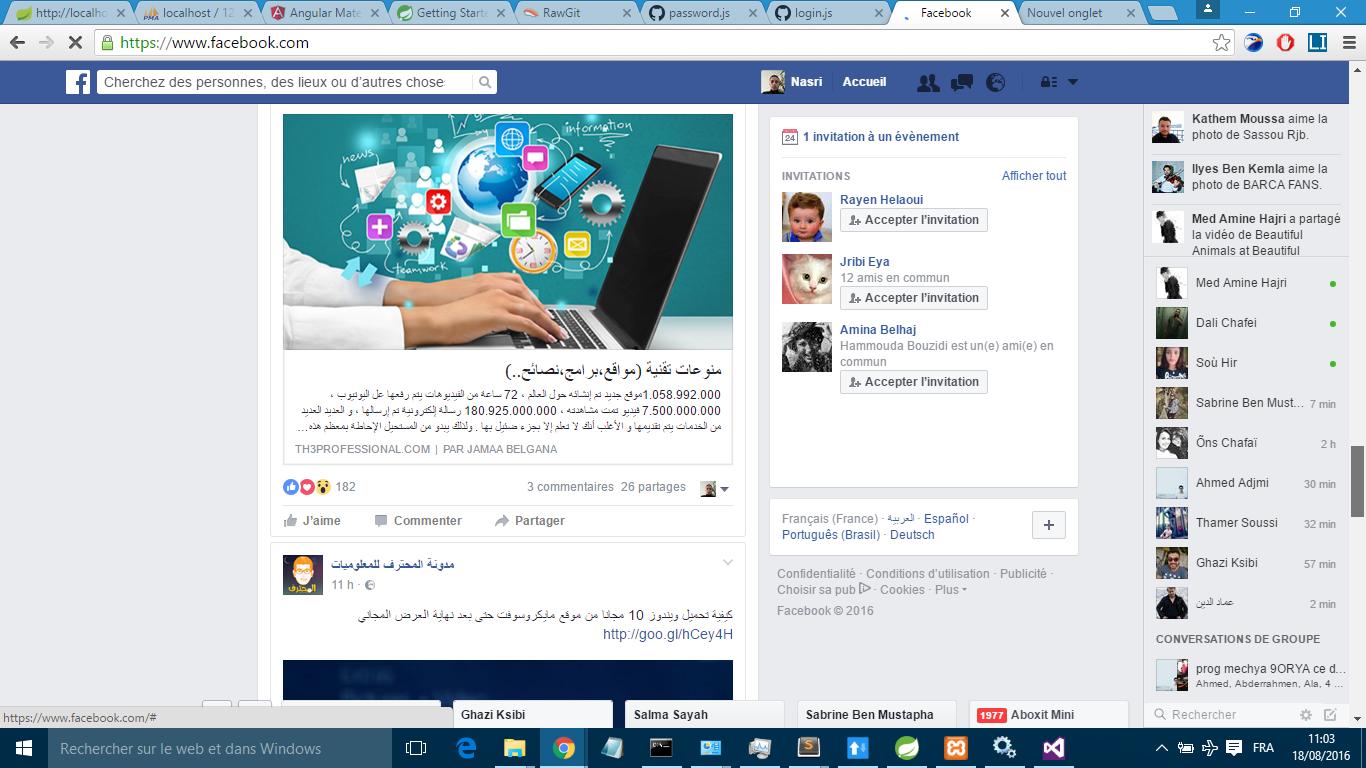 http://localho
localhost / 12
Angular Mate
Getting Starte
RawGit
password.js
login.js
Facebook
Nouvel onglet
https://www.facebook.com
Cherchez des personnes, des lieux ou d'autres chose
Nasri
Accueil
news
information
teamwork
منوعات تقنية (مواقع،برامج،نصائح..)
1.058.992.000موقع جديد تم إنشائه حول العالم ، 72 ساعة من الفيديوهات يتم رفعها عل اليوتيوب ،
7.500.000.000 فيديو تمت مشاهدته ، 180.925.000.000 رسالة إلكترونية تم إرسالها ، و العديد العديد
من الخدمات يتم تقديمها و الأغلب أنك لا تعلم إلا بجزء ضئيل بها . ولذلك يبدو من المستحيل الإحاطة بمعظم هذه...
TH3PROFESSIONAL.COM | PAR JAMAA BELGANA
182
3 commentaires 26 partages
J'aime Commenter Partager
مدونة المحترف للمعلوميات
11 h ·
المحترف
كيفية تحميل ويندوز 10 مجانا من موقع مايكروسوفت حتى بعد نهاية العرض المجاني
http://goo.gl/hCey4H
24
1 invitation à un évènement
INVITATIONS
Afficher tout
Rayen Helaoui
Accepter l'invitation
Jribi Eya
12 amis en commun
Accepter l'invitation
Amina Belhaj
Hammouda Bouzidi est un(e) ami(e) en
commun
Accepter l'invitation
Français (France) · العربية · Español ·
Português (Brasil) · Deutsch
Confidentialité · Conditions d'utilisation · Publicité ·
Choisir sa pub · Cookies · Plus
Facebook © 2016
Kathem Moussa aime la
photo de Sassou Rjb.
Ilyes Ben Kemla aime la
photo de BARCA FANS.
Med Amine Hajri a partagé
la vidéo de Beautiful
Animals at Beautiful
Med Amine Hajri
Dali Chafei
Soù Hir
Sabrine Ben Must... 7 min
Õns Chafaï 2 h
Ahmed Adjmi 30 min
Thamer Soussi 32 min
Ghazi Ksibi 57 min
عماد الدين 2 min
CONVERSATIONS DE GROUPE
prog mechya 9ORYA ce d...
Ahmed, Abderrahmen, Ala, 4 ...
Rechercher
https://www.facebook.com/#
Ghazi Ksibi
Salma Sayah
Sabrine Ben Mustapha
1977 Aboxit Mini
Rechercher sur le web et dans Windows
FRA
11:03
18/08/2016